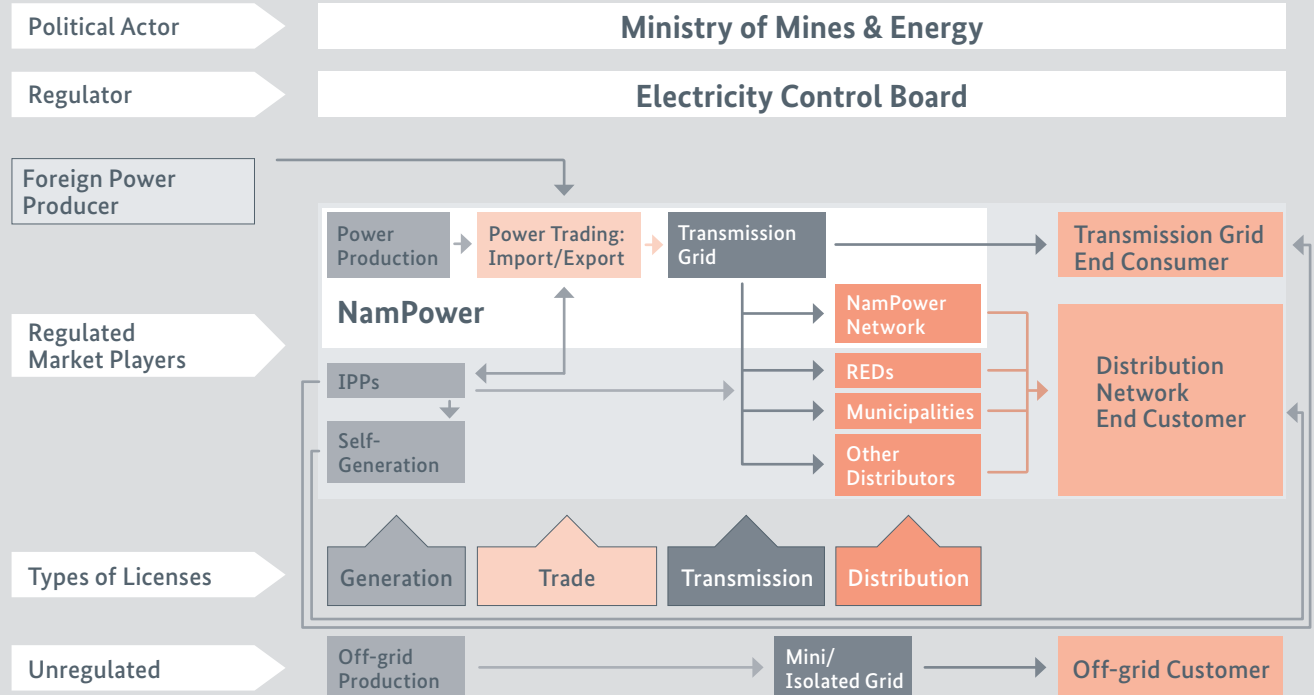 Political Actor
Ministry of Mines & Energy
Regulator
Electricity Control Board
Foreign Power
Producer
Regulated
Market Players
Power
Production
Power Trading:
Import/Export
Transmission
Grid
Transmission Grid
End Consumer
NamPower
NamPower
Network
IPPs
REDs
Municipalities
Self-
Generation
Other
Distributors
Distribution
Network
End Customer
Types of Licenses
Generation
Trade
Transmission
Distribution
Unregulated
Off-grid
Production
Mini/
Isolated Grid
Off-grid Customer